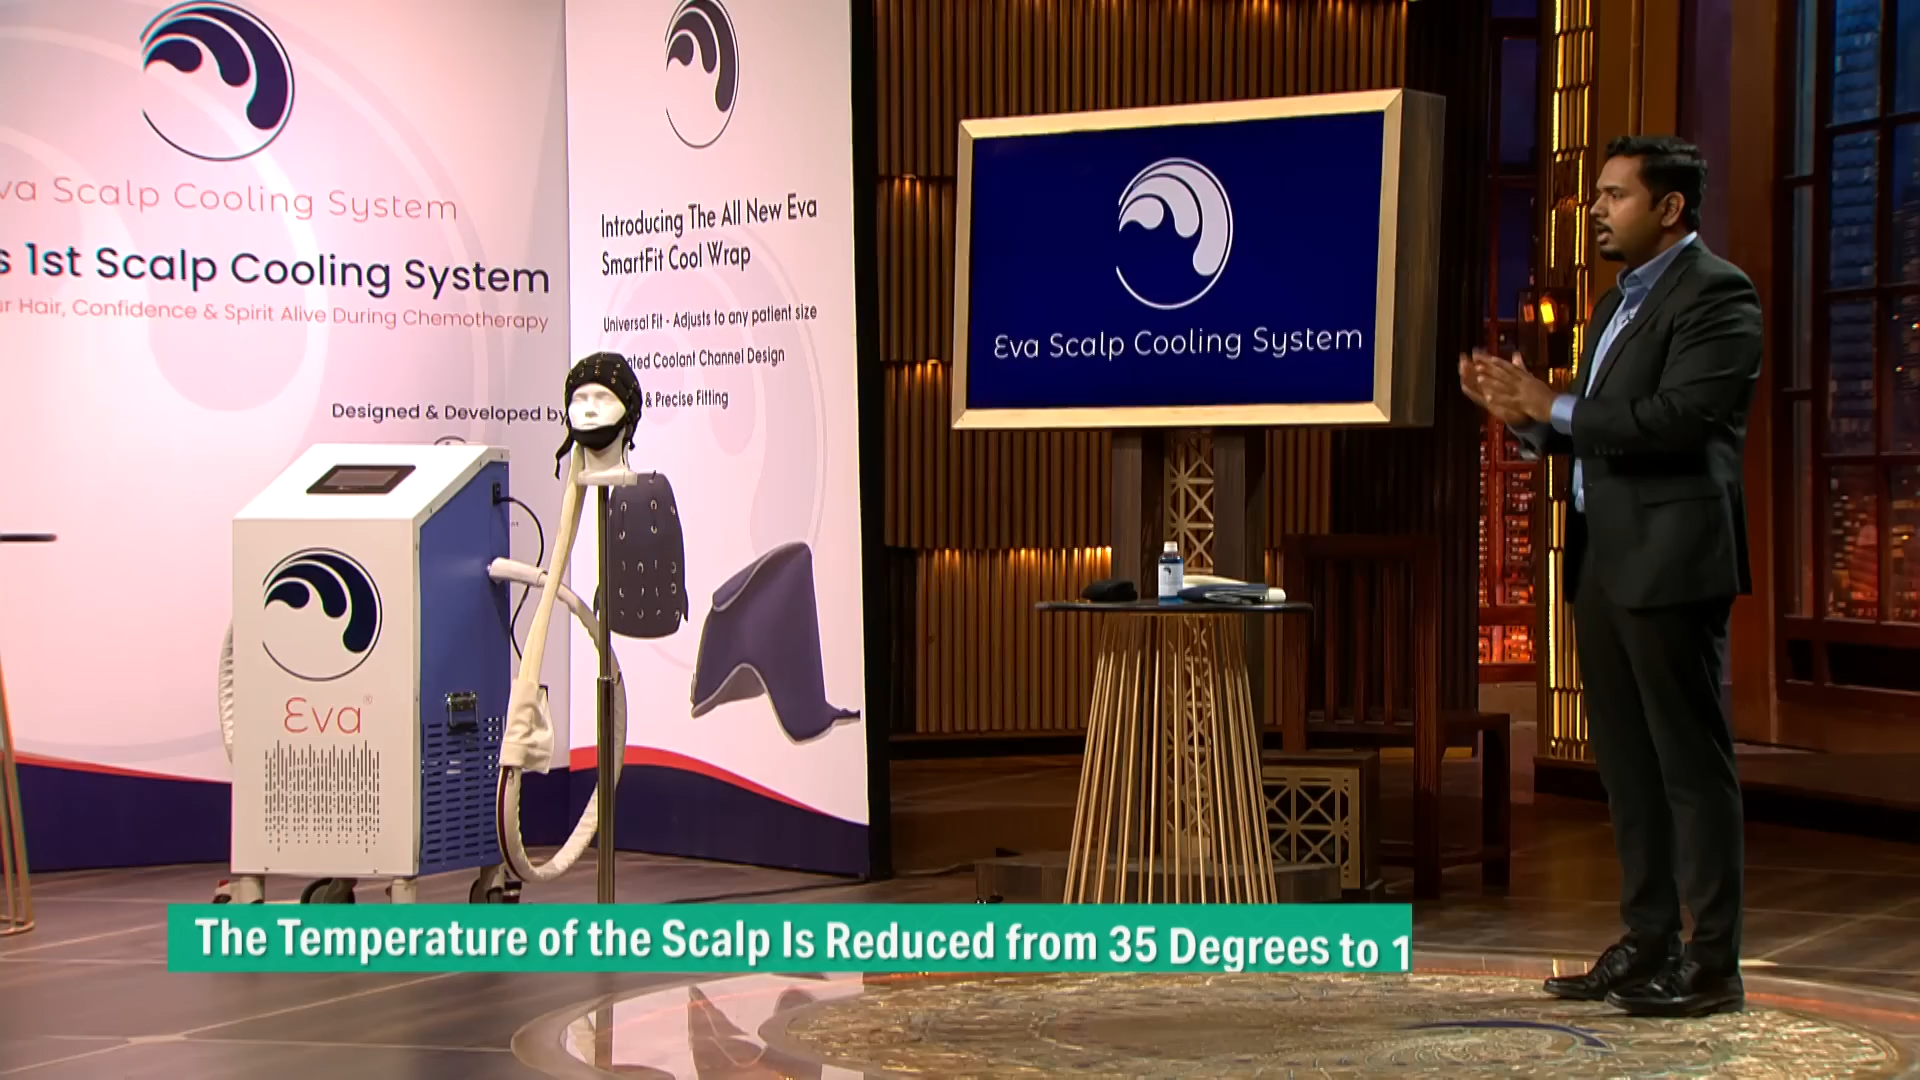 Scalp Cooling System
1st Scalp Cooling System
Hair, Confidence & Spirit Alive During Chemotherapy
Designed & Developed by
Eva®
Introducing The All New Eva
SmartFit Cool Wrap
Universal Fit - Adjusts to any patient size
Coolant Channel Design
& Precise Fitting
Eva Scalp Cooling System
The Temperature of the Scalp Is Reduced from 35 Degrees to 1